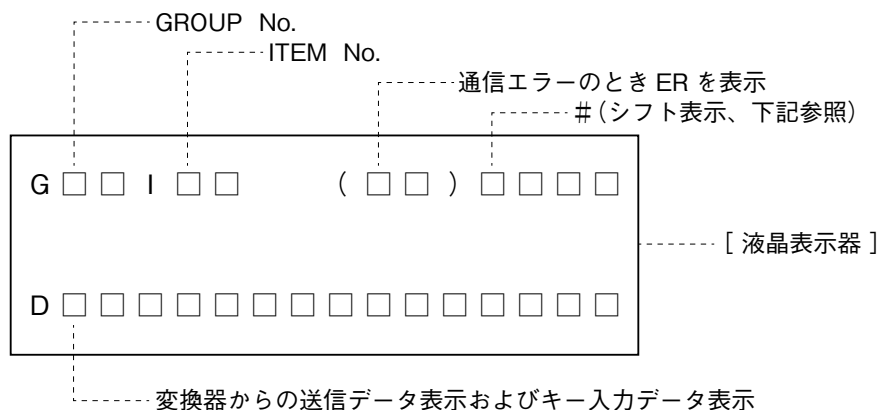 GROUP No.
ITEM No.
通信エラーのとき ER を表示
#(シフト表示、下記参照)
G □ □ I □ □ ( □ □ ) □ □ □ □
[ 液晶表示器 ]
D □ □ □ □ □ □ □ □ □ □ □ □ □ □ □
変換器からの送信データ表示およびキー入力データ表示